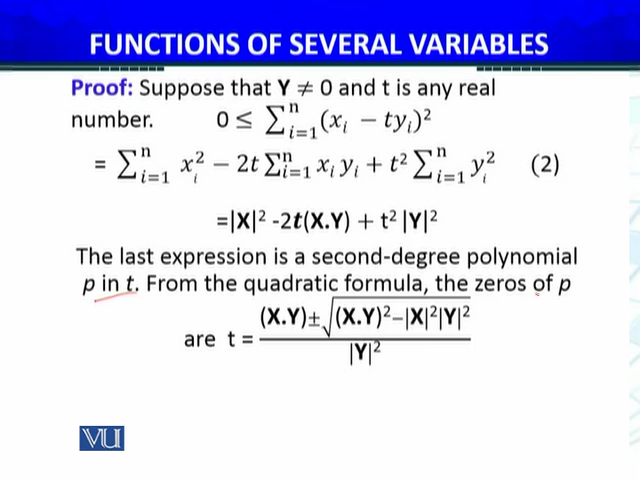 FUNCTIONS OF SEVERAL VARIABLES
Proof: Suppose that Y ≠ 0 and t is any real
number. 0 ≤ ∑ⁿᵢ₌₁(xᵢ − tyᵢ)²
= ∑ⁿᵢ₌₁ xᵢ² − 2t ∑ⁿᵢ₌₁ xᵢ yᵢ + t² ∑ⁿᵢ₌₁ yᵢ² (2)
=|X|² -2t(X.Y) + t² |Y|²
The last expression is a second-degree polynomial
p in t. From the quadratic formula, the zeros of p
are t = (X.Y)±√(X.Y)²−|X|²|Y|² / |Y|²
VU